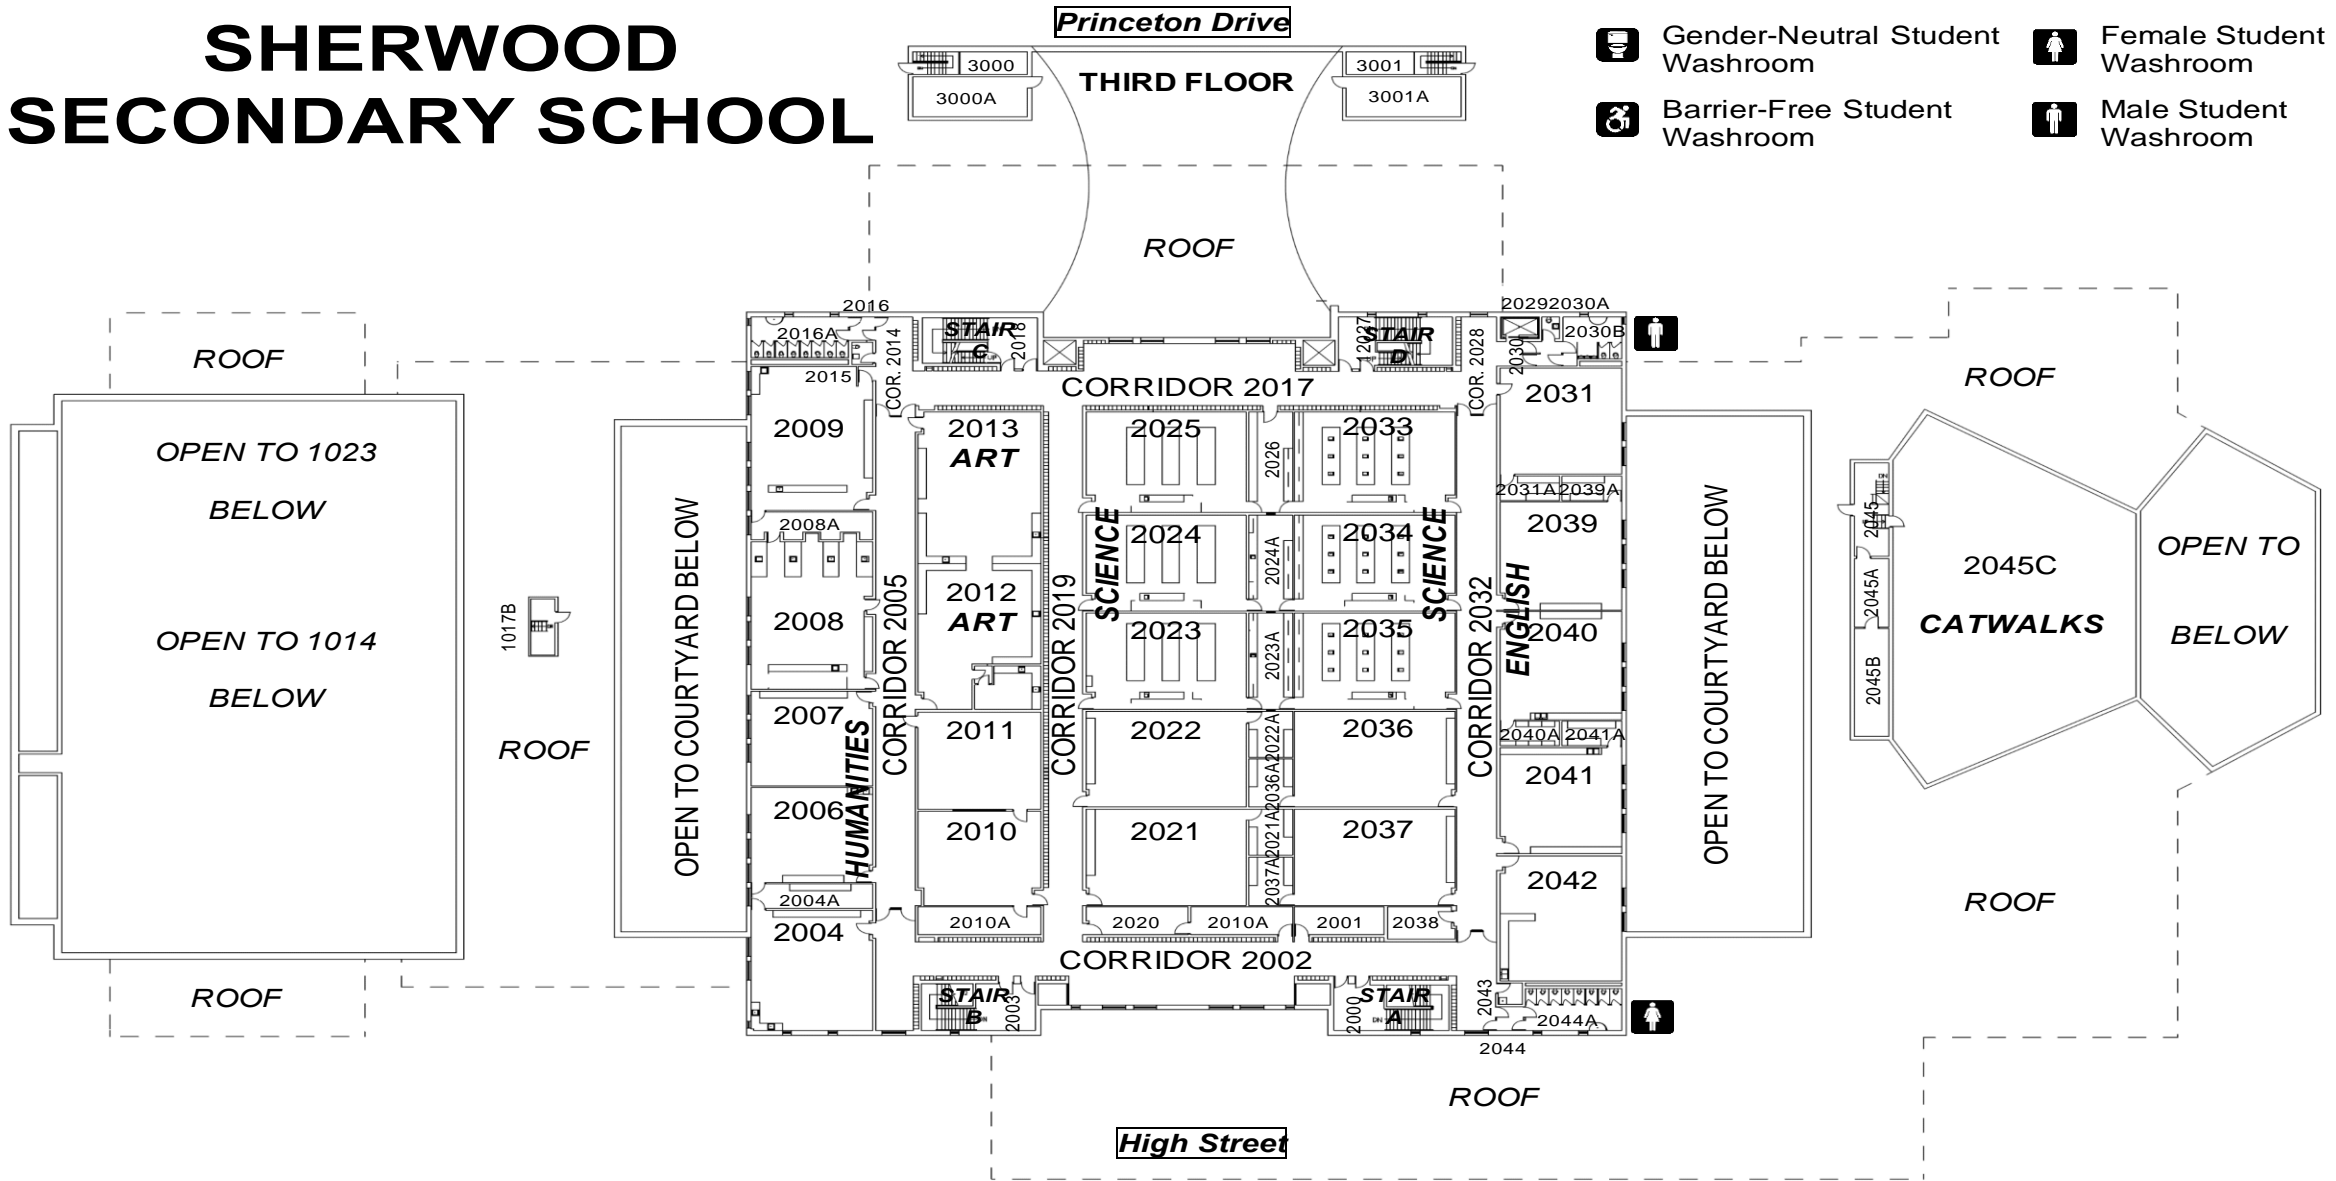 SHERWOOD
SECONDARY SCHOOL
Princeton Drive
THIRD FLOOR
3000
3000A
3001
3001A
Gender-Neutral Student
Washroom
Female Student
Washroom
Barrier-Free Student
Washroom
Male Student
Washroom
ROOF
ROOF
OPEN TO 1023
BELOW
OPEN TO 1014
BELOW
ROOF
1017B
ROOF
OPEN TO COURTYARD BELOW
2016
2016A
COR. 2014
STAIR
C
2018
UP
2015
CORRIDOR 2017
12027
STAIR
D
COR. 2028
2029
2030A
2030
2030B
2009
2008A
2008
2007
2006
HUMANITIES
2004A
2004
CORRIDOR 2005
2013
ART
2012
ART
2011
2010
2010A
CORRIDOR 2019
SCIENCE
2025
2024
2023
2022
2021
2020
2010A
2026
2024A
2023A
2022A
2036A
2021A
2037A
2033
2034
2035
2036
2037
2001
2038
SCIENCE
CORRIDOR 2032
ENGLISH
2031
2031A
2039A
2039
2040
2040A
2041A
2041
2042
CORRIDOR 2002
STAIR
B
2003
2000
STAIR
A
DN
2043
2044A
2044
OPEN TO COURTYARD BELOW
ROOF
DN
2045
2045A
2045B
2045C
CATWALKS
OPEN TO
BELOW
ROOF
ROOF
High Street